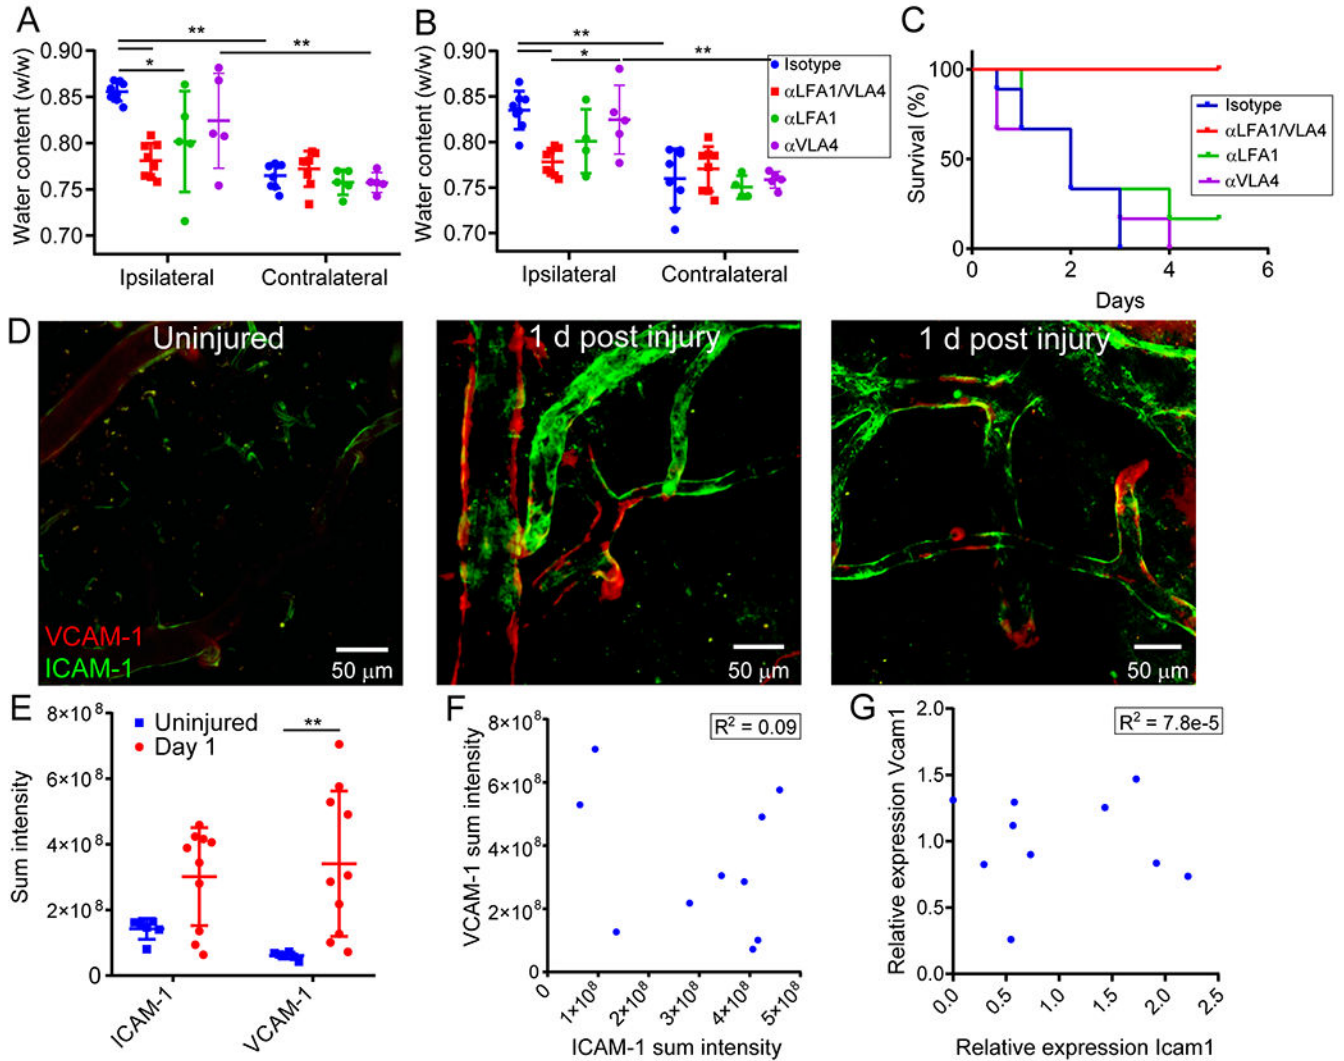 A
Water content (w/w)
0.90
0.85
0.80
0.75
0.70
**
*
**
Ipsilateral
Contralateral
B
Water content (w/w)
0.90
0.85
0.80
0.75
0.70
**
*
**
Isotype
αLFA1/VLA4
αLFA1
αVLA4
Ipsilateral
Contralateral
C
Survival (%)
100
50
0
0
2
4
6
Days
Isotype
αLFA1/VLA4
αLFA1
αVLA4
D
Uninjured
VCAM-1
ICAM-1
50 µm
1 d post injury
50 µm
1 d post injury
50 µm
E
Sum intensity
8×10⁸
6×10⁸
4×10⁸
2×10⁸
0
Uninjured
Day 1
**
ICAM-1
VCAM-1
F
VCAM-1 sum intensity
8×10⁸
6×10⁸
4×10⁸
2×10⁸
0
R² = 0.09
0
1×10⁸
2×10⁸
3×10⁸
4×10⁸
5×10⁸
ICAM-1 sum intensity
G
Relative expression Vcam1
2.0
1.5
1.0
0.5
0.0
R² = 7.8e-5
0.0
0.5
1.0
1.5
2.0
2.5
Relative expression Icam1